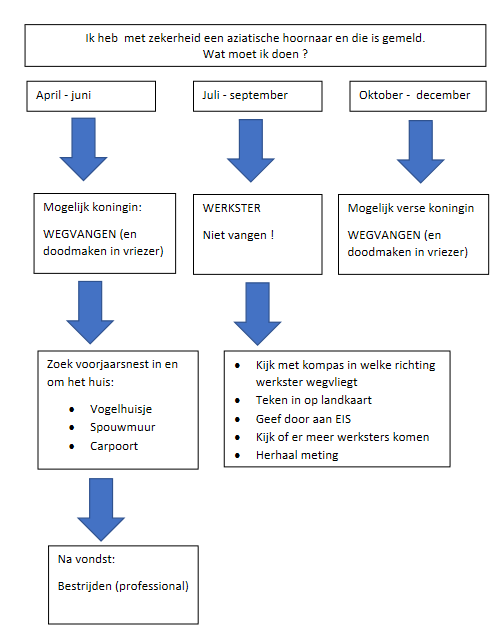 Ik heb  met zekerheid een aziatische hoornaar en die is gemeld.
Wat moet ik doen ?
April - juni
Juli - september
Oktober -  december
Mogelijk koningin:
WEGVANGEN (en
doodmaken in vriezer)
WERKSTER
Niet vangen !
Mogelijk verse koningin
WEGVANGEN (en
doodmaken in vriezer)
Zoek voorjaarsnest in en
om het huis:
• Vogelhuisje
• Spouwmuur
• Carpoort
• Kijk met kompas in welke richting
werkster wegvliegt
• Teken in op landkaart
• Geef door aan EIS
• Kijk of er meer werksters komen
• Herhaal meting
Na vondst:
Bestrijden (professional)